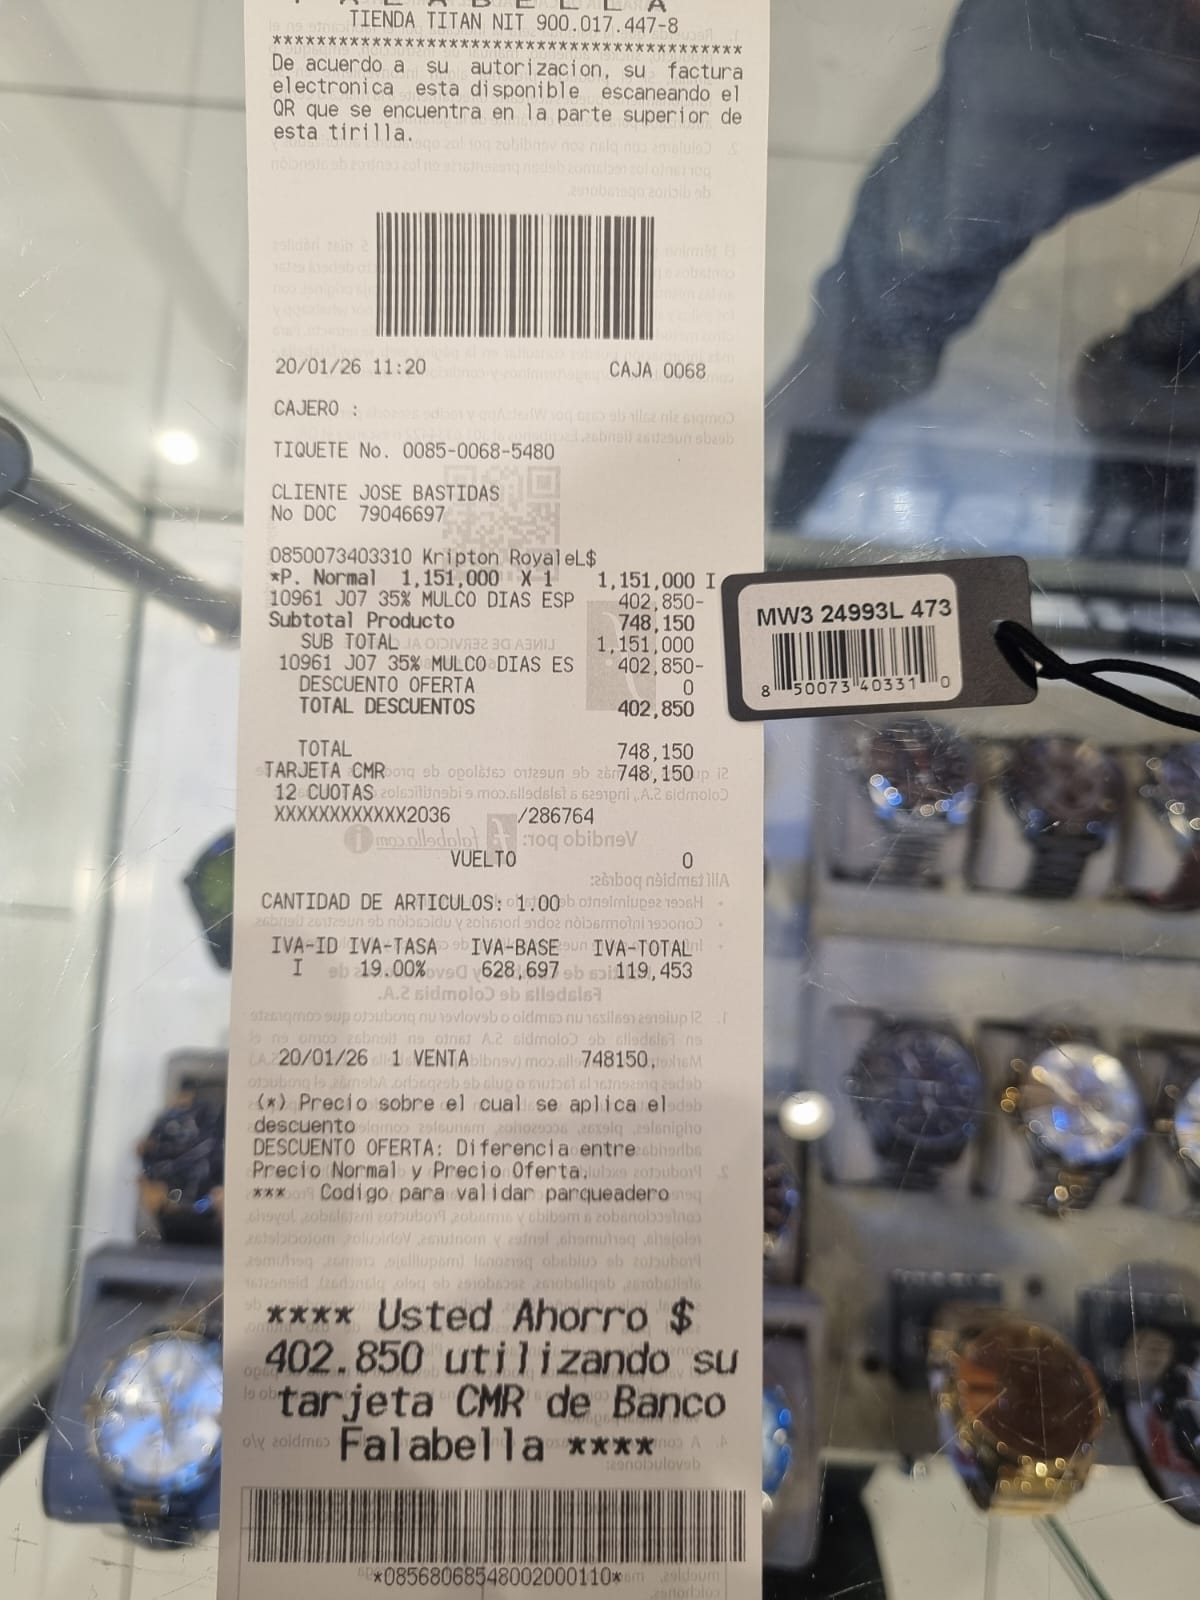 TIENDA TITAN NIT 900.017.447-8
******************************************
De acuerdo a su autorizacion, su factura
electronica esta disponible escaneando el
QR que se encuentra en la parte superior de
esta tirilla.
20/01/26 11:20 CAJA 0068
CAJERO :
TIQUETE No. 0085-0068-5480
CLIENTE JOSE BASTIDAS
No DOC 79046697
0850073403310 Kripton RoyaleL$
*P. Normal 1,151,000 X 1 1,151,000 I
10961 J07 35% MULCO DIAS ESP 402,850-
Subtotal Producto 748,150
SUB TOTAL 1,151,000
10961 J07 35% MULCO DIAS ES 402,850-
DESCUENTO OFERTA 0
TOTAL DESCUENTOS 402,850
TOTAL 748,150
TARJETA CMR 748,150
12 CUOTAS
XXXXXXXXXXXX2036 /286764
VUELTO 0
CANTIDAD DE ARTICULOS: 1.00
IVA-ID IVA-TASA IVA-BASE IVA-TOTAL
I 19.00% 628,697 119,453
20/01/26 1 VENTA 748150,
(*) Precio sobre el cual se aplica el
descuento
DESCUENTO OFERTA: Diferencia entre
Precio Normal y Precio Oferta.
*** Codigo para validar parqueadero
**** Usted Ahorro $
402.850 utilizando su
tarjeta CMR de Banco
Falabella ****
*08568068548002000110*
MW3 24993L 473
8 50073 40331 0